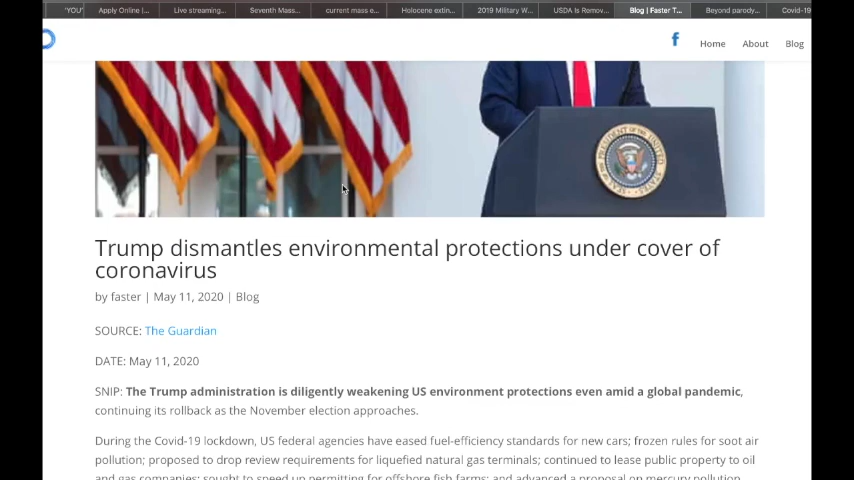 'YOU' Apply Online |... Live streaming... Seventh Mass... current mass e... Holocene extin... 2019 Military W... USDA Is Remov... Blog | Faster T... Beyond parody... Covid-19
f Home About Blog
Trump dismantles environmental protections under cover of
coronavirus
by faster | May 11, 2020 | Blog
SOURCE: The Guardian
DATE: May 11, 2020
SNIP: The Trump administration is diligently weakening US environment protections even amid a global pandemic,
continuing its rollback as the November election approaches.
During the Covid-19 lockdown, US federal agencies have eased fuel-efficiency standards for new cars; frozen rules for soot air
pollution; proposed to drop review requirements for liquefied natural gas terminals; continued to lease public property to oil
and gas companies; sought to speed up permitting for offshore fish farms; and advanced a proposal on mercury pollution